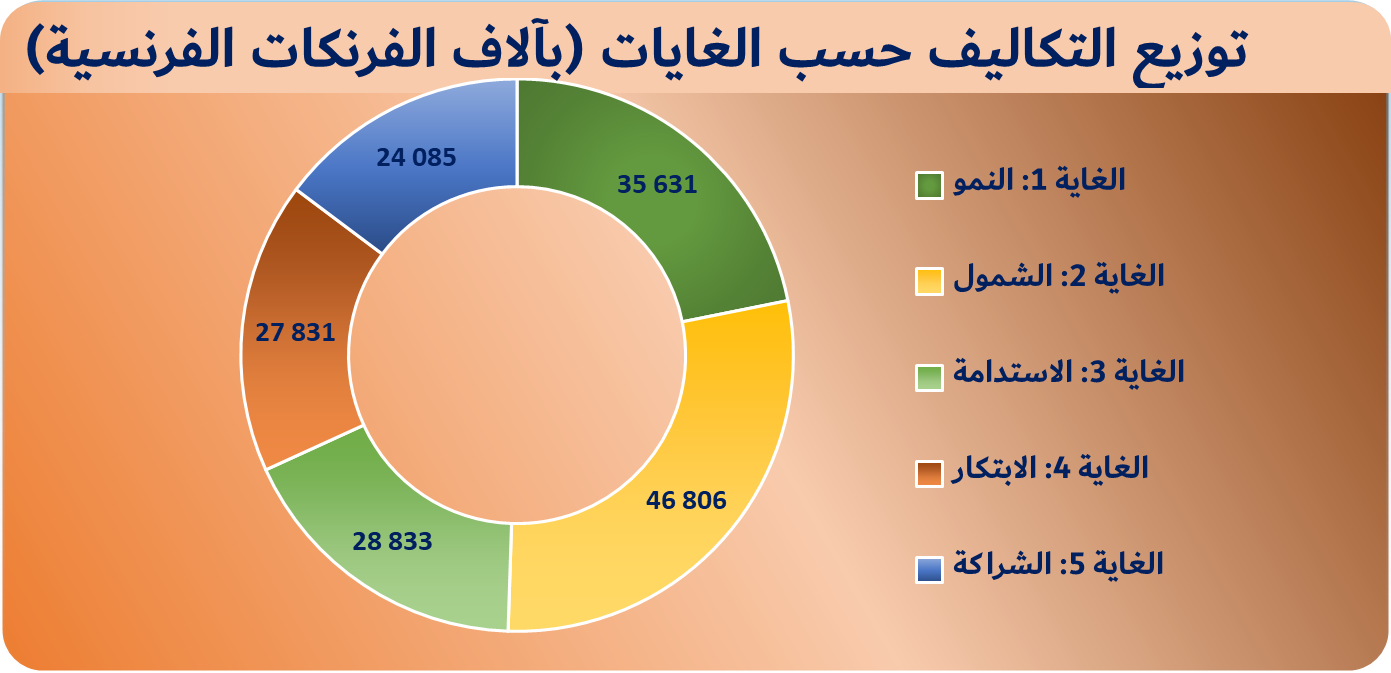 توزيع التكاليف حسب الغايات (بآلاف الفرنكات الفرنسية)
24 085
35 631
27 831
46 806
28 833
الغاية 1: النمو
الغاية 2: الشمول
الغاية 3: الاستدامة
الغاية 4: الابتكار
الغاية 5: الشراكة